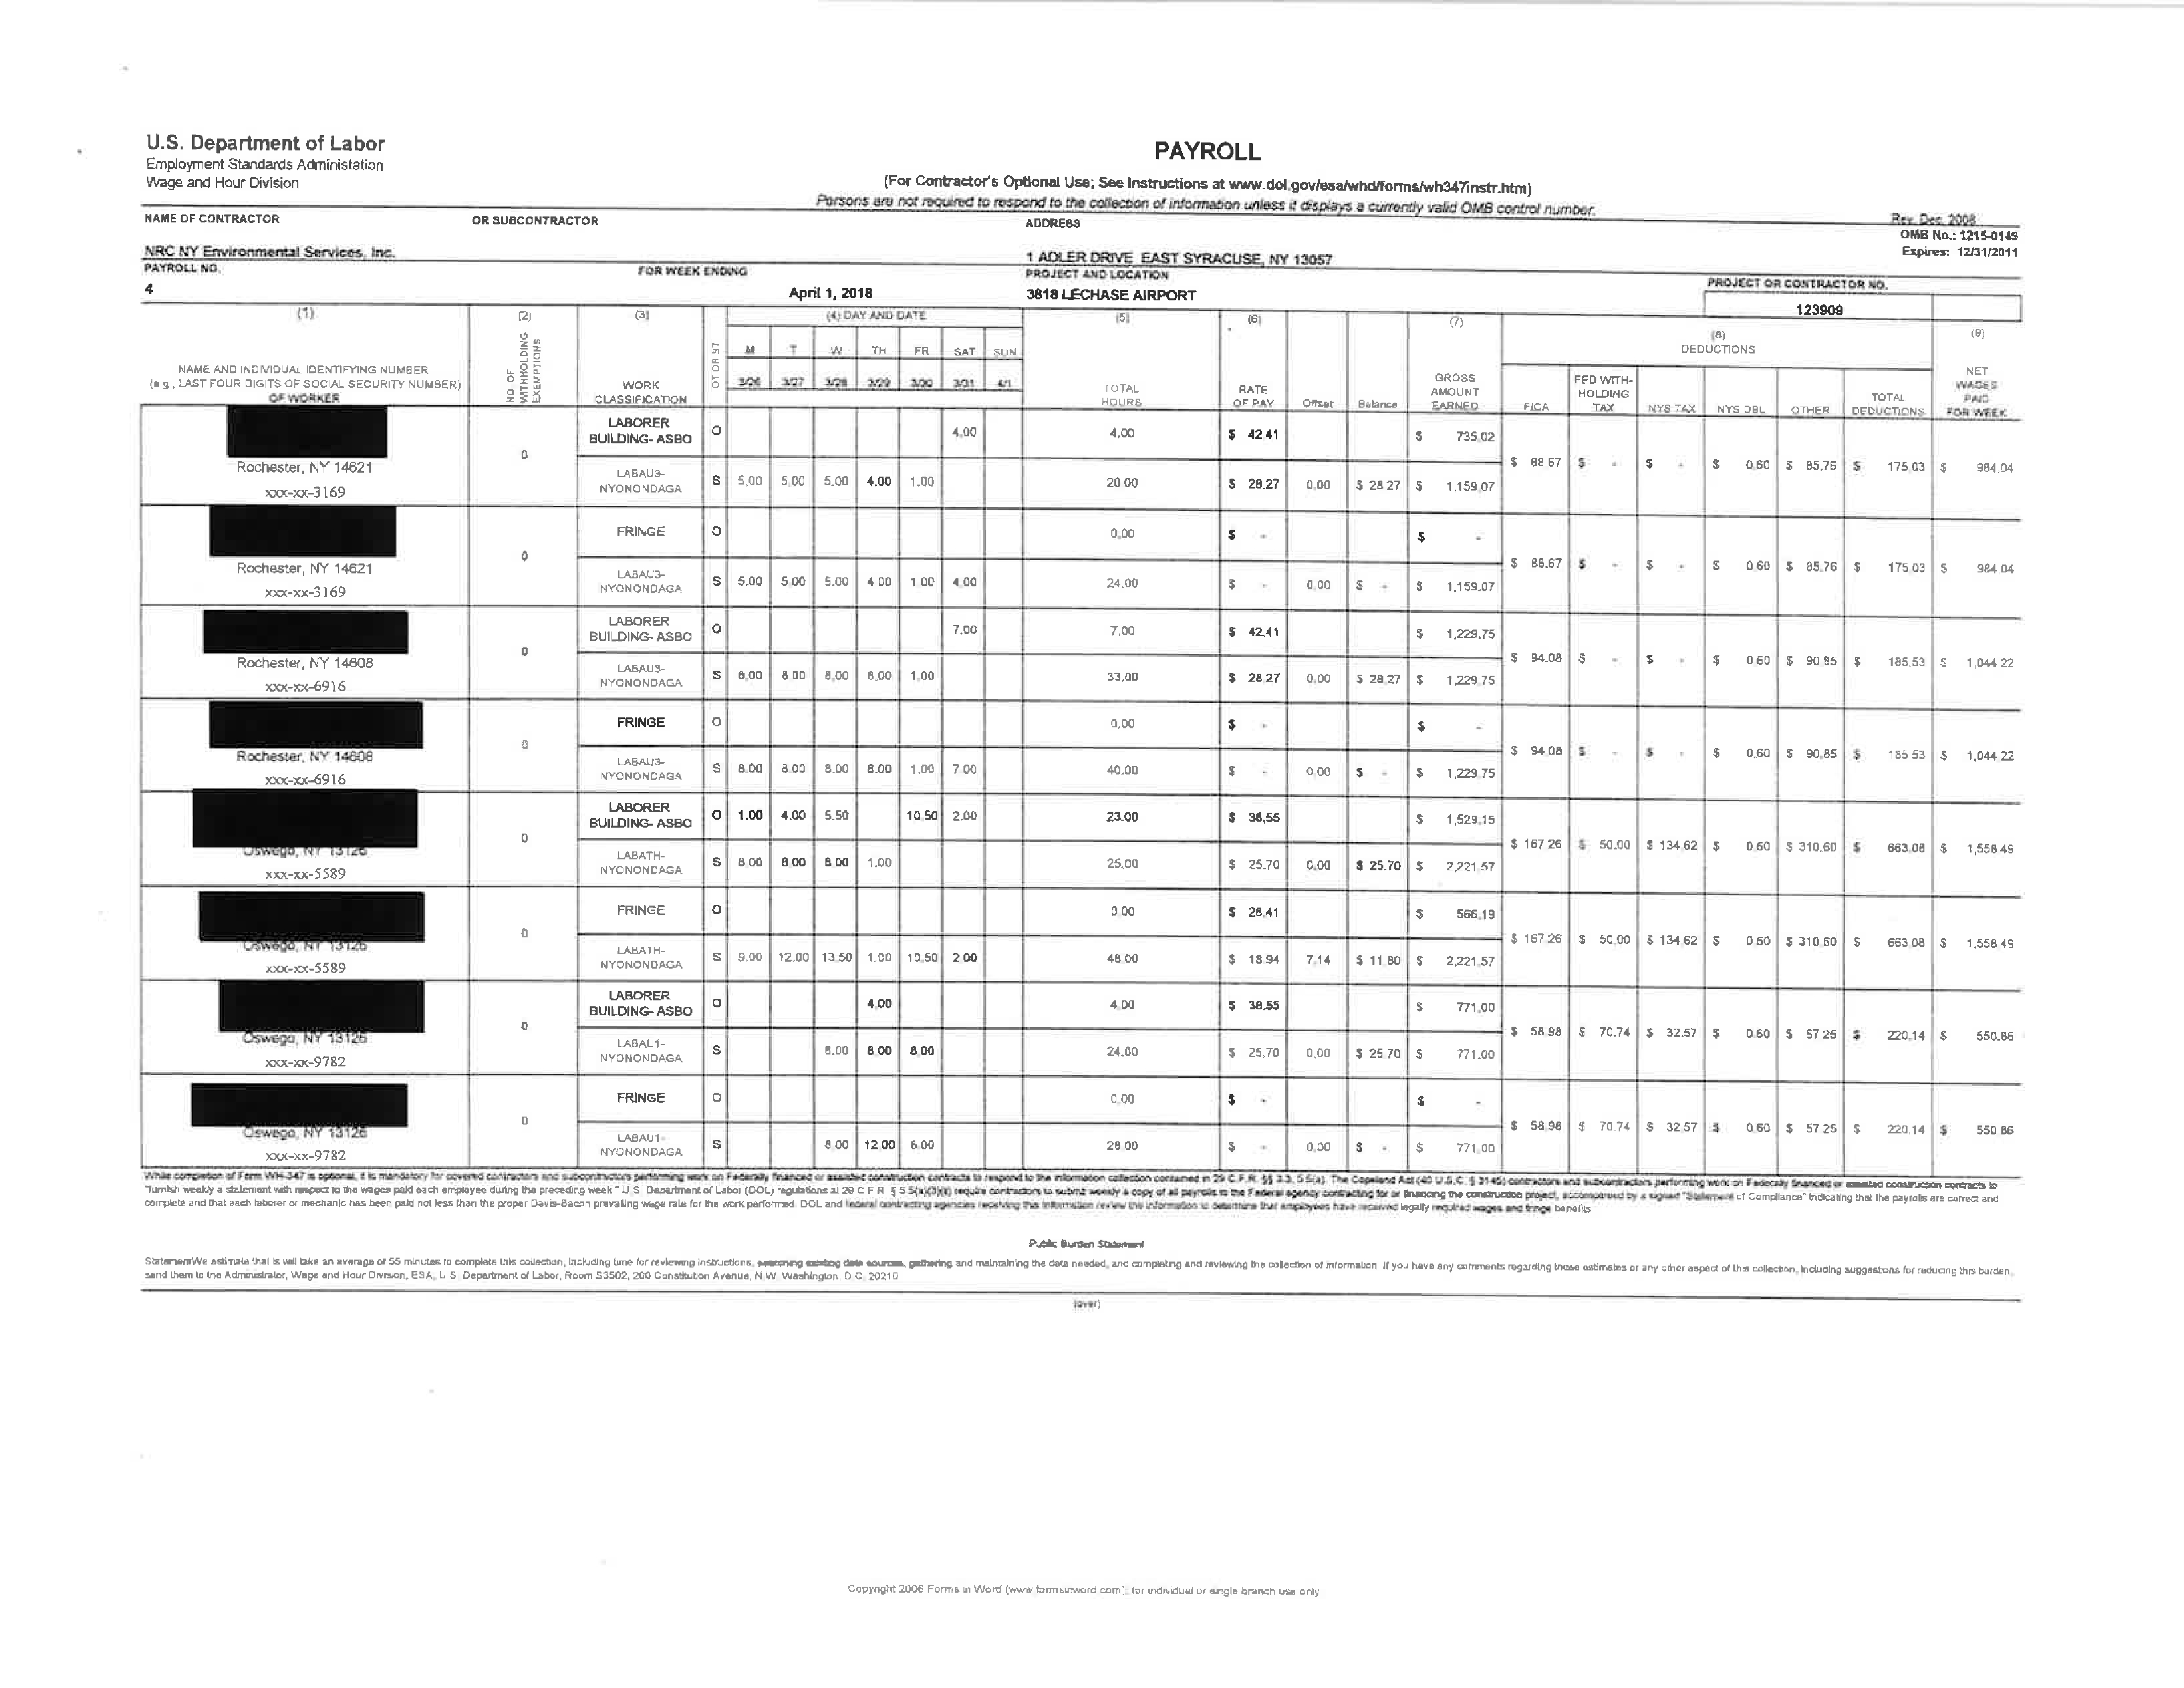 U.S. Department of Labor
Employment Standards Administation
Wage and Hour Division
PAYROLL
(For Contractor's Optional Use; See Instructions at www.dol.gov/esa/whd/forms/wh347instr.htm)
Persons are not required to respond to the collection of information unless it displays a currently valid OMB control number.
Rev. Dec. 2008
OMB No.: 1215-0149
Expires: 12/31/2011
NAME OF CONTRACTOR OR SUBCONTRACTOR ADDRESS
NRC NY Environmental Services, Inc. 1 ADLER DRIVE EAST SYRACUSE, NY 13057
PAYROLL NO. FOR WEEK ENDING PROJECT AND LOCATION PROJECT OR CONTRACTOR NO.
4 April 1, 2018 3818 LECHASE AIRPORT 123909
(1) (2) (3) (4) DAY AND DATE (5) (6) (7) (8) DEDUCTIONS (9)
NAME AND INDIVIDUAL IDENTIFYING NUMBER
(e g , LAST FOUR DIGITS OF SOCIAL SECURITY NUMBER)
OF WORKER
NO OF WITHHOLDING EXEMPTIONS
WORK CLASSIFICATION
OT OR ST
M T W TH FR SAT SUN
3/26 3/27 3/28 3/29 3/30 3/31 4/1
TOTAL HOURS
RATE OF PAY
Offset Balance
GROSS AMOUNT EARNED
FICA
FED WITH-HOLDING TAX
NYS TAX NYS DBL OTHER
TOTAL DEDUCTIONS
NET WAGES PAID FOR WEEK
LABORER BUILDING- ASBO O 4.00 4.00 $ 42.41 $ 735.02
Rochester, NY 14621 0 $ 88.67 $ - $ - $ 0.60 $ 85.76 $ 175.03 $ 984.04
xxx-xx-3169 LABAU3-NYONONDAGA S 5.00 5.00 5.00 4.00 1.00 20.00 $ 28.27 0.00 $ 28.27 $ 1,159.07
FRINGE O 0.00 $ - $ -
Rochester, NY 14621 0 $ 88.67 $ - $ - $ 0.60 $ 85.76 $ 175.03 $ 984.04
xxx-xx-3169 LABAU3-NYONONDAGA S 5.00 5.00 5.00 4.00 1.00 4.00 24.00 $ - 0.00 $ - $ 1,159.07
LABORER BUILDING- ASBO O 7.00 7.00 $ 42.41 $ 1,229.75
Rochester, NY 14608 0 $ 94.08 $ - $ - $ 0.60 $ 90.85 $ 185.53 $ 1,044.22
xxx-xx-6916 LABAU3-NYONONDAGA S 8.00 8.00 8.00 8.00 1.00 33.00 $ 28.27 0.00 $ 28.27 $ 1,229.75
FRINGE O 0.00 $ - $ -
Rochester, NY 14608 0 $ 94.08 $ - $ - $ 0.60 $ 90.85 $ 185.53 $ 1,044.22
xxx-xx-6916 LABAU3-NYONONDAGA S 8.00 8.00 8.00 8.00 1.00 7.00 40.00 $ - 0.00 $ - $ 1,229.75
LABORER BUILDING- ASBO O 1.00 4.00 5.50 10.50 2.00 23.00 $ 38.55 $ 1,529.15
Oswego, NY 13126 0 $ 167.26 $ 50.00 $ 134.62 $ 0.60 $ 310.60 $ 663.08 $ 1,558.49
xxx-xx-5589 LABATH-NYONONDAGA S 8.00 8.00 8.00 1.00 25.00 $ 25.70 0.00 $ 25.70 $ 2,221.57
FRINGE O 0.00 $ 28.41 $ 566.19
Oswego, NY 13126 0 $ 167.26 $ 50.00 $ 134.62 $ 0.60 $ 310.60 $ 663.08 $ 1,558.49
xxx-xx-5589 LABATH-NYONONDAGA S 9.00 12.00 13.50 1.00 10.50 2.00 48.00 $ 18.94 7.14 $ 11.80 $ 2,221.57
LABORER BUILDING- ASBO O 4.00 4.00 $ 38.55 $ 771.00
Oswego, NY 13126 0 $ 58.98 $ 70.74 $ 32.57 $ 0.60 $ 57.25 $ 220.14 $ 550.86
xxx-xx-9782 LABAU1-NYONONDAGA S 8.00 8.00 8.00 24.00 $ 25.70 0.00 $ 25.70 $ 771.00
FRINGE O 0.00 $ - $ -
Oswego, NY 13126 0 $ 58.98 $ 70.74 $ 32.57 $ 0.60 $ 57.25 $ 220.14 $ 550.86
xxx-xx-9782 LABAU1-NYONONDAGA S 8.00 12.00 8.00 28.00 $ - 0.00 $ - $ 771.00
While completion of Form WH-347 is optional, it is mandatory for covered contractors and subcontractors performing work on Federally financed or assisted construction contracts to respond to the information collection contained in 29 C.F.R. §§ 3.3, 5.5(a). The Copeland Act (40 U.S.C. § 3145) contractors and subcontractors performing work on Federally financed or assisted construction contracts to
"furnish weekly a statement with respect to the wages paid each employee during the preceding week " U S Department of Labor (DOL) regulations at 29 C F R § 5 5(a)(3)(ii) require contractors to submit weekly a copy of all payrolls to the Federal agency contracting for or financing the construction project, accompanied by a signed "Statement of Compliance" indicating that the payrolls are correct and
complete and that each laborer or mechanic has been paid not less than the proper Davis-Bacon prevailing wage rate for the work performed. DOL and federal contracting agencies receiving this information review the information to determine that employees have received legally required wages and fringe benefits
Public Burden Statement
StatementWe estimate that is will take an average of 55 minutes to complete this collection, including time for reviewing instructions, searching existing data sources, gathering and maintaining the data needed, and completing and reviewing the collection of information If you have any comments regarding these estimates or any other aspect of this collection, including suggestions for reducing this burden,
send them to the Administrator, Wage and Hour Division, ESA, U S Department of Labor, Room S3502, 200 Constitution Avenue, N W Washington, D C 20210
(over)
Copyright 2006 Forms in Word (www formsinword com); for individual or single branch use only